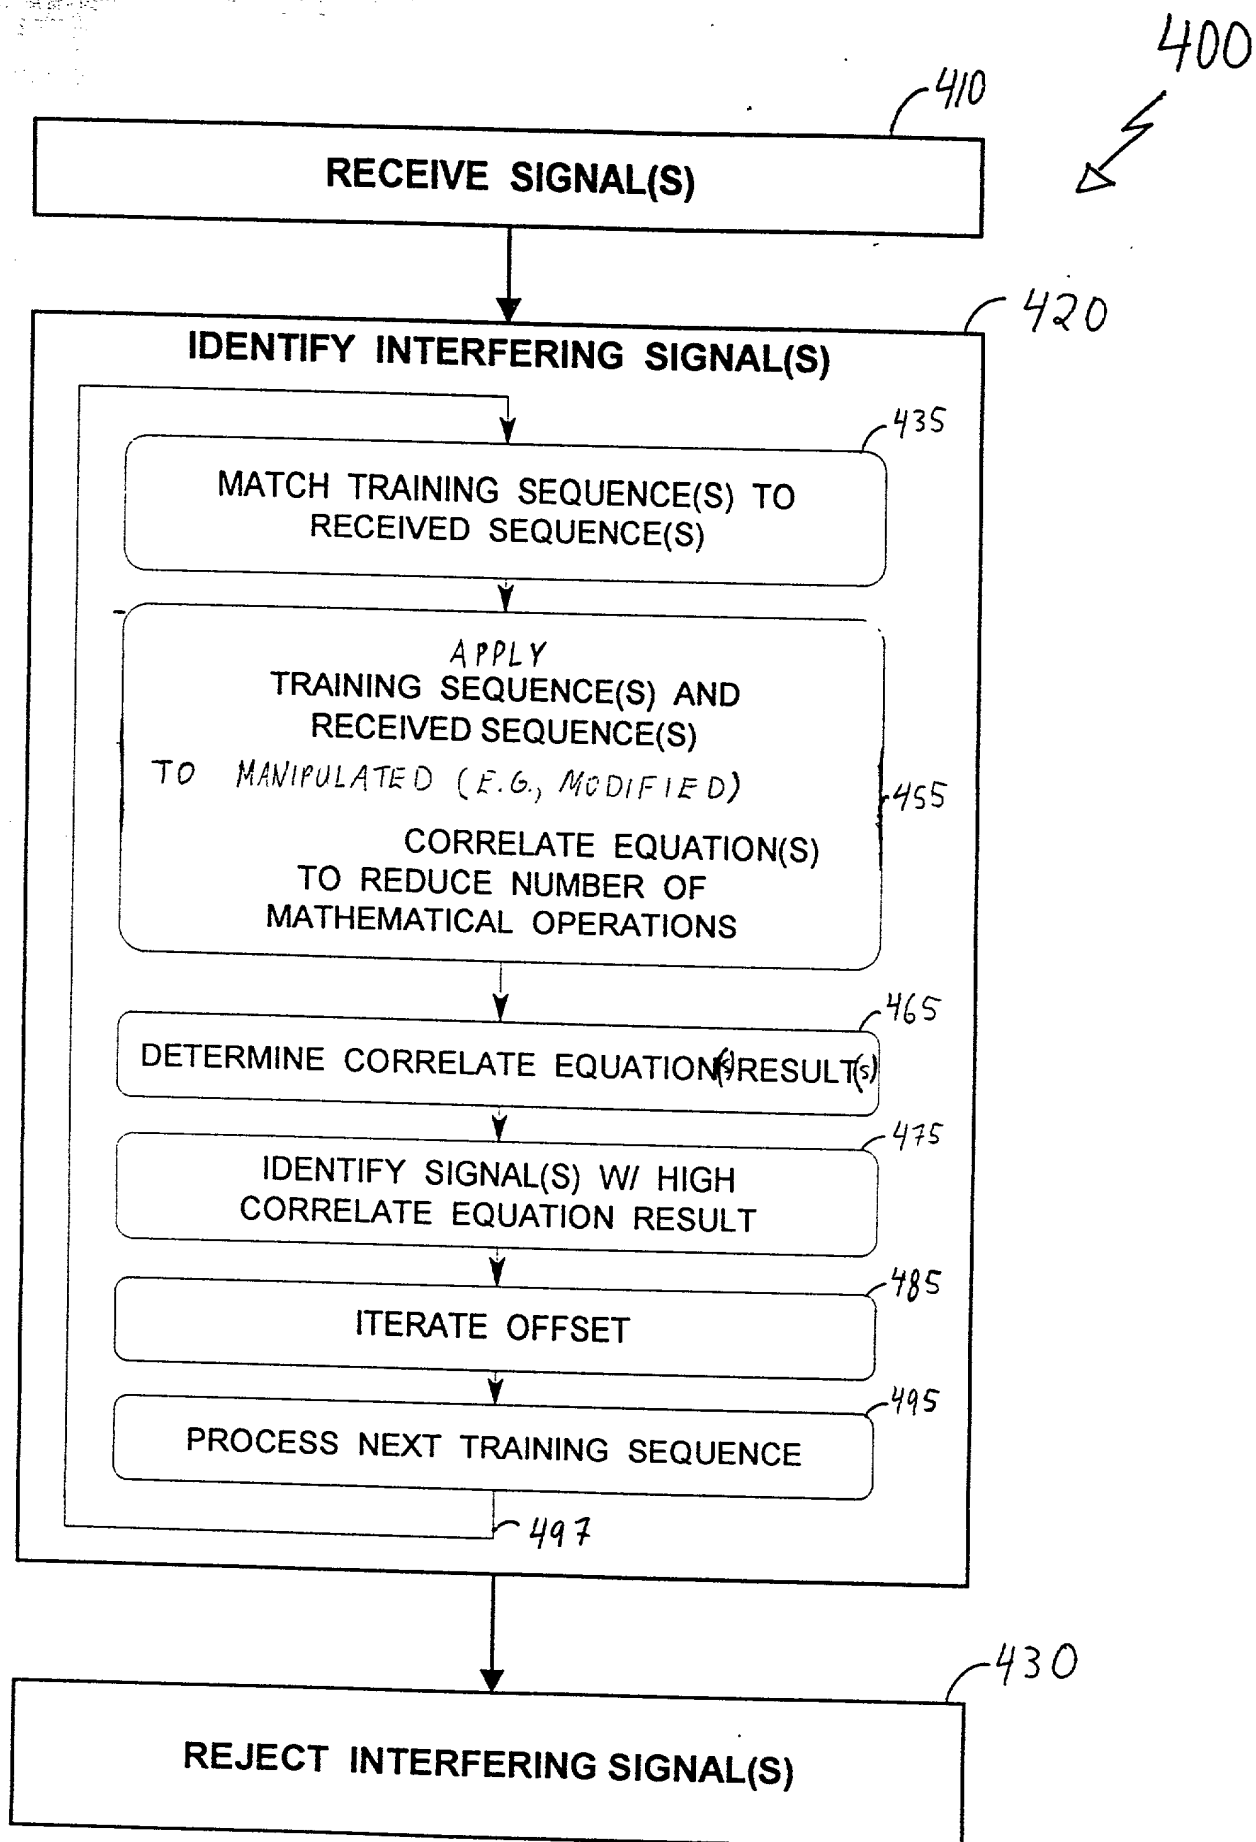 400
410
RECEIVE SIGNAL(S)
420
IDENTIFY INTERFERING SIGNAL(S)
435
MATCH TRAINING SEQUENCE(S) TO
RECEIVED SEQUENCE(S)
APPLY
TRAINING SEQUENCE(S) AND
RECEIVED SEQUENCE(S)
TO MANIPULATED (E.G., MODIFIED)
455
CORRELATE EQUATION(S)
TO REDUCE NUMBER OF
MATHEMATICAL OPERATIONS
465
DETERMINE CORRELATE EQUATION(S) RESULT(S)
475
IDENTIFY SIGNAL(S) W/ HIGH
CORRELATE EQUATION RESULT
485
ITERATE OFFSET
495
PROCESS NEXT TRAINING SEQUENCE
497
430
REJECT INTERFERING SIGNAL(S)